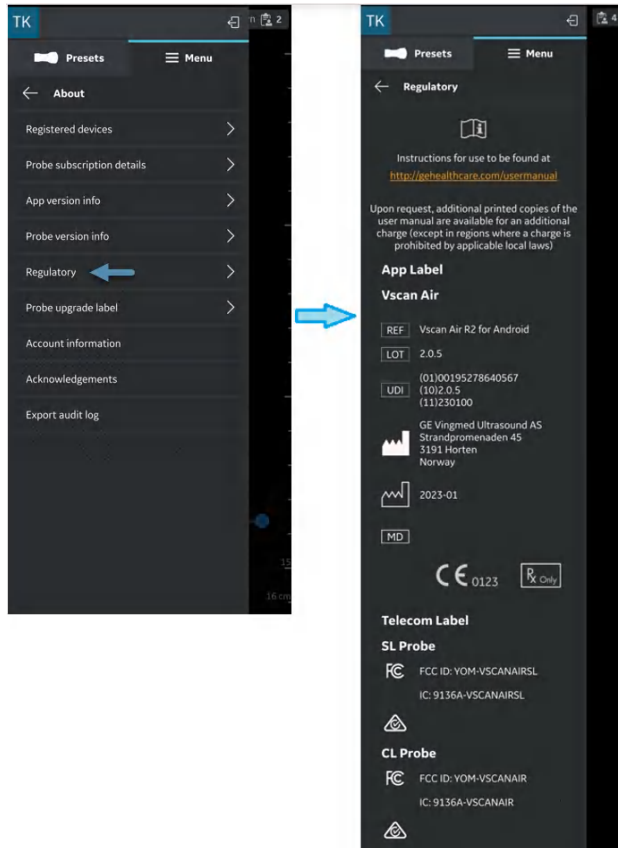 TK
n 2
Presets
Menu
About
Registered devices
Probe subscription details
App version info
Probe version info
Regulatory
Probe upgrade label
Account information
Acknowledgements
Export audit log
15
16 cm
TK
4
Presets
Menu
Regulatory
Instructions for use to be found at
http://gehealthcare.com/usermanual
Upon request, additional printed copies of the
user manual are available for an additional
charge (except in regions where a charge is
prohibited by applicable local laws)
App Label
Vscan Air
REF Vscan Air R2 for Android
LOT 2.0.5
UDI (01)00195278640567
(10)2.0.5
(11)230100
GE Vingmed Ultrasound AS
Strandpromenaden 45
3191 Horten
Norway
2023-01
MD
CE 0123 Rx Only
Telecom Label
SL Probe
FC FCC ID: YOM-VSCANAIRSL
IC: 9136A-VSCANAIRSL
CL Probe
FC FCC ID: YOM-VSCANAIR
IC: 9136A-VSCANAIR